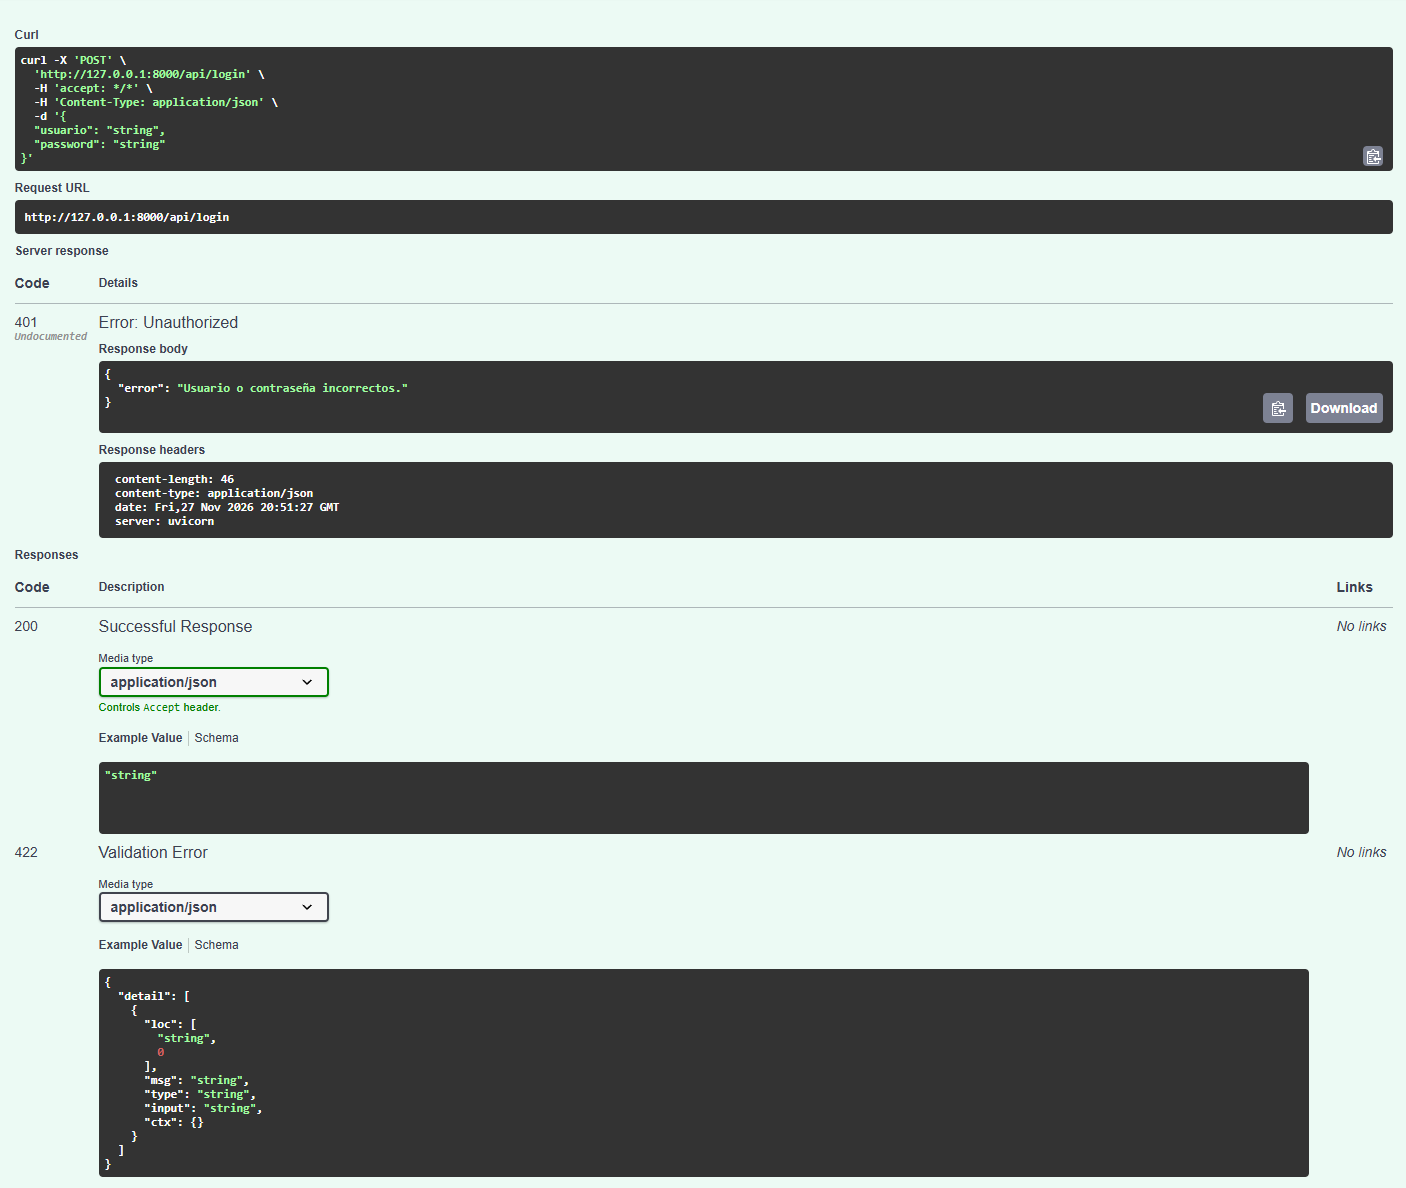 Curl
curl -X 'POST' \
'http://127.0.0.1:8000/api/login' \
-H 'accept: */*' \
-H 'Content-Type: application/json' \
-d '{
"usuario": "string",
"password": "string"
}'
Request URL
http://127.0.0.1:8000/api/login
Server response
Code Details
401 Error: Unauthorized
Undocumented
Response body
{
"error": "Usuario o contraseña incorrectos."
}
Download
Response headers
content-length: 46
content-type: application/json
date: Fri,27 Nov 2026 20:51:27 GMT
server: uvicorn
Responses
Code Description Links
200 Successful Response No links
Media type
application/json
Controls Accept header.
Example Value Schema
"string"
422 Validation Error No links
Media type
application/json
Example Value Schema
{
"detail": [
{
"loc": [
"string",
0
],
"msg": "string",
"type": "string",
"input": "string",
"ctx": {}
}
]
}